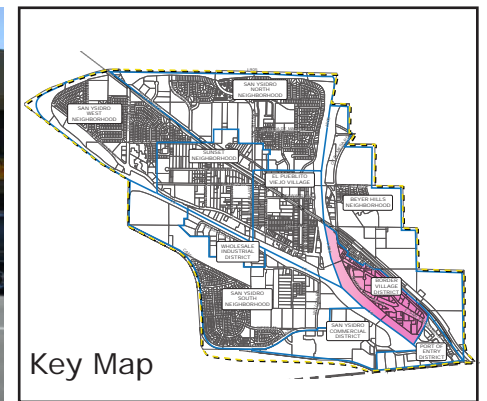 SAN YSIDRO
NORTH
NEIGHBORHOOD
SAN YSIDRO
WEST
NEIGHBORHOOD
SUNSET
NEIGHBORHOOD
EL PUEBLITO
VIEJO VILLAGE
BEYER HILLS
NEIGHBORHOOD
WHOLESALE
INDUSTRIAL
DISTRICT
BORDER
VILLAGE
DISTRICT
SAN YSIDRO
SOUTH
NEIGHBORHOOD
SAN YSIDRO
COMMERCIAL
DISTRICT
PORT OF
ENTRY
DISTRICT
Key Map